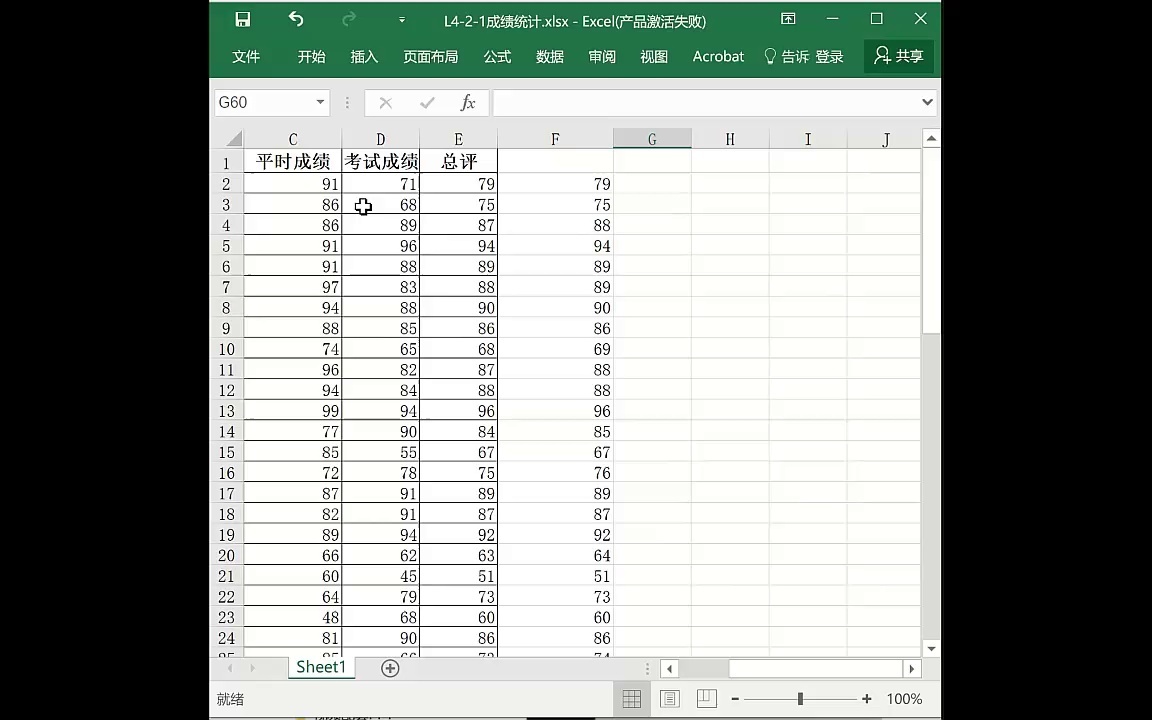 L4-2-1成绩统计.xlsx - Excel(产品激活失败)
文件 开始 插入 页面布局 公式 数据 审阅 视图 Acrobat 告诉 登录 共享
G60 fx
C D E F G H I J
1 平时成绩 考试成绩 总评
2 91 71 79 79
3 86 68 75 75
4 86 89 87 88
5 91 96 94 94
6 91 88 89 89
7 97 83 88 89
8 94 88 90 90
9 88 85 86 86
10 74 65 68 69
11 96 82 87 88
12 94 84 88 88
13 99 94 96 96
14 77 90 84 85
15 85 55 67 67
16 72 78 75 76
17 87 91 89 89
18 82 91 87 87
19 89 94 92 92
20 66 62 63 64
21 60 45 51 51
22 64 79 73 73
23 48 68 60 60
24 81 90 86 86
Sheet1
就绪 100%